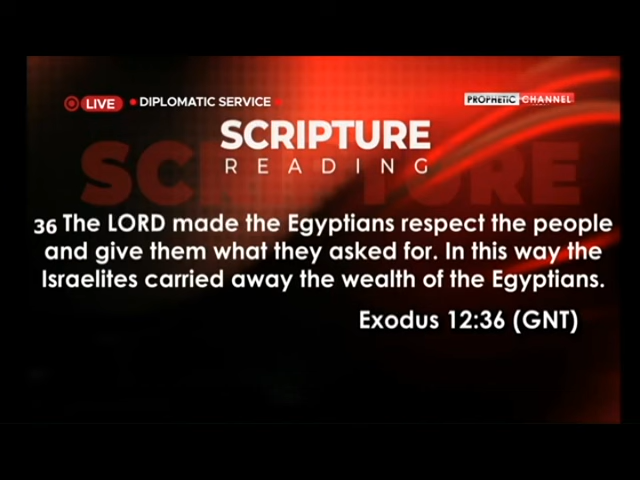 LIVE • DIPLOMATIC SERVICE
PROPHETIC CHANNEL
SCRIPTURE
SCRIPTURE
READING
36 The LORD made the Egyptians respect the people
and give them what they asked for. In this way the
Israelites carried away the wealth of the Egyptians.
Exodus 12:36 (GNT)